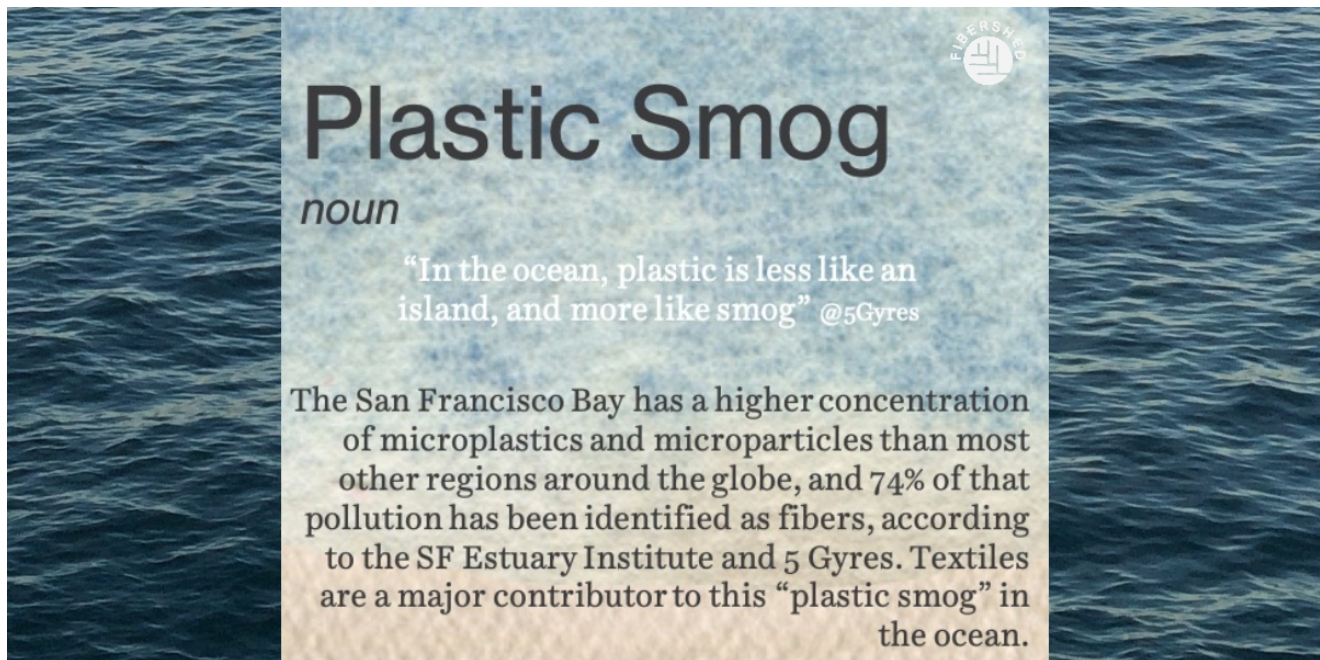 FIBERSHED
Plastic Smog
noun
“In the ocean, plastic is less like an
island, and more like smog” @5Gyres
The San Francisco Bay has a higher concentration
of microplastics and microparticles than most
other regions around the globe, and 74% of that
pollution has been identified as fibers, according
to the SF Estuary Institute and 5 Gyres. Textiles
are a major contributor to this “plastic smog” in
the ocean.